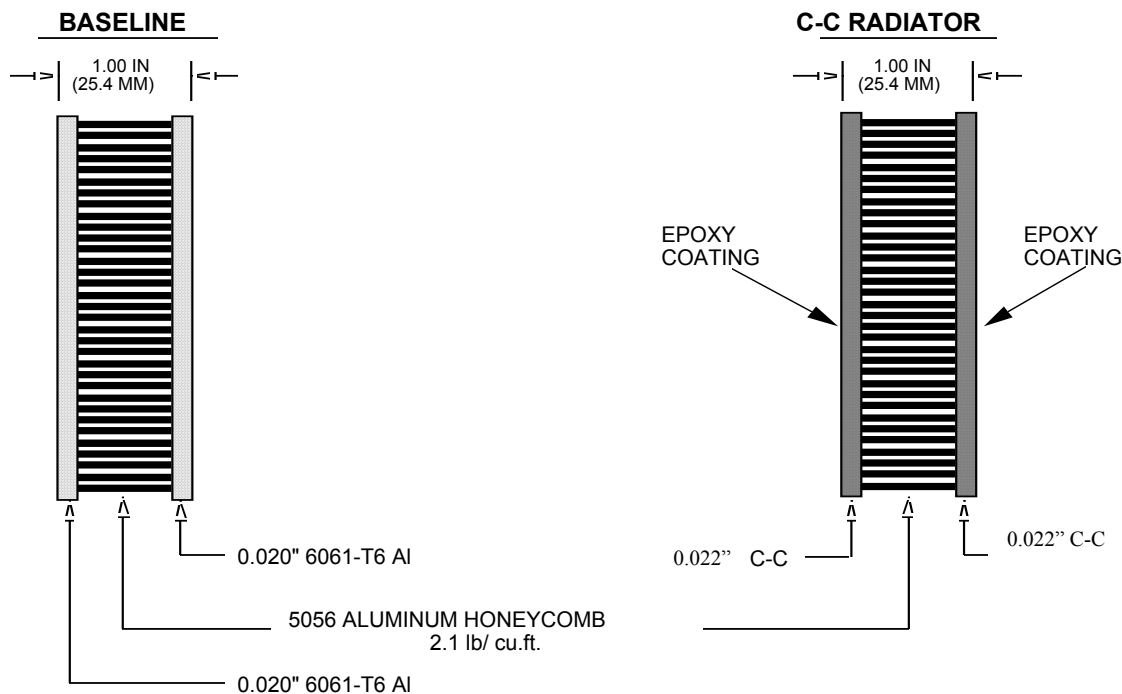 BASELINE
C-C RADIATOR
1.00 IN
(25.4 MM)
1.00 IN
(25.4 MM)
EPOXY
COATING
EPOXY
COATING
0.020" 6061-T6 Al
0.022” C-C
0.022” C-C
5056 ALUMINUM HONEYCOMB
2.1 lb/ cu.ft.
0.020" 6061-T6 Al